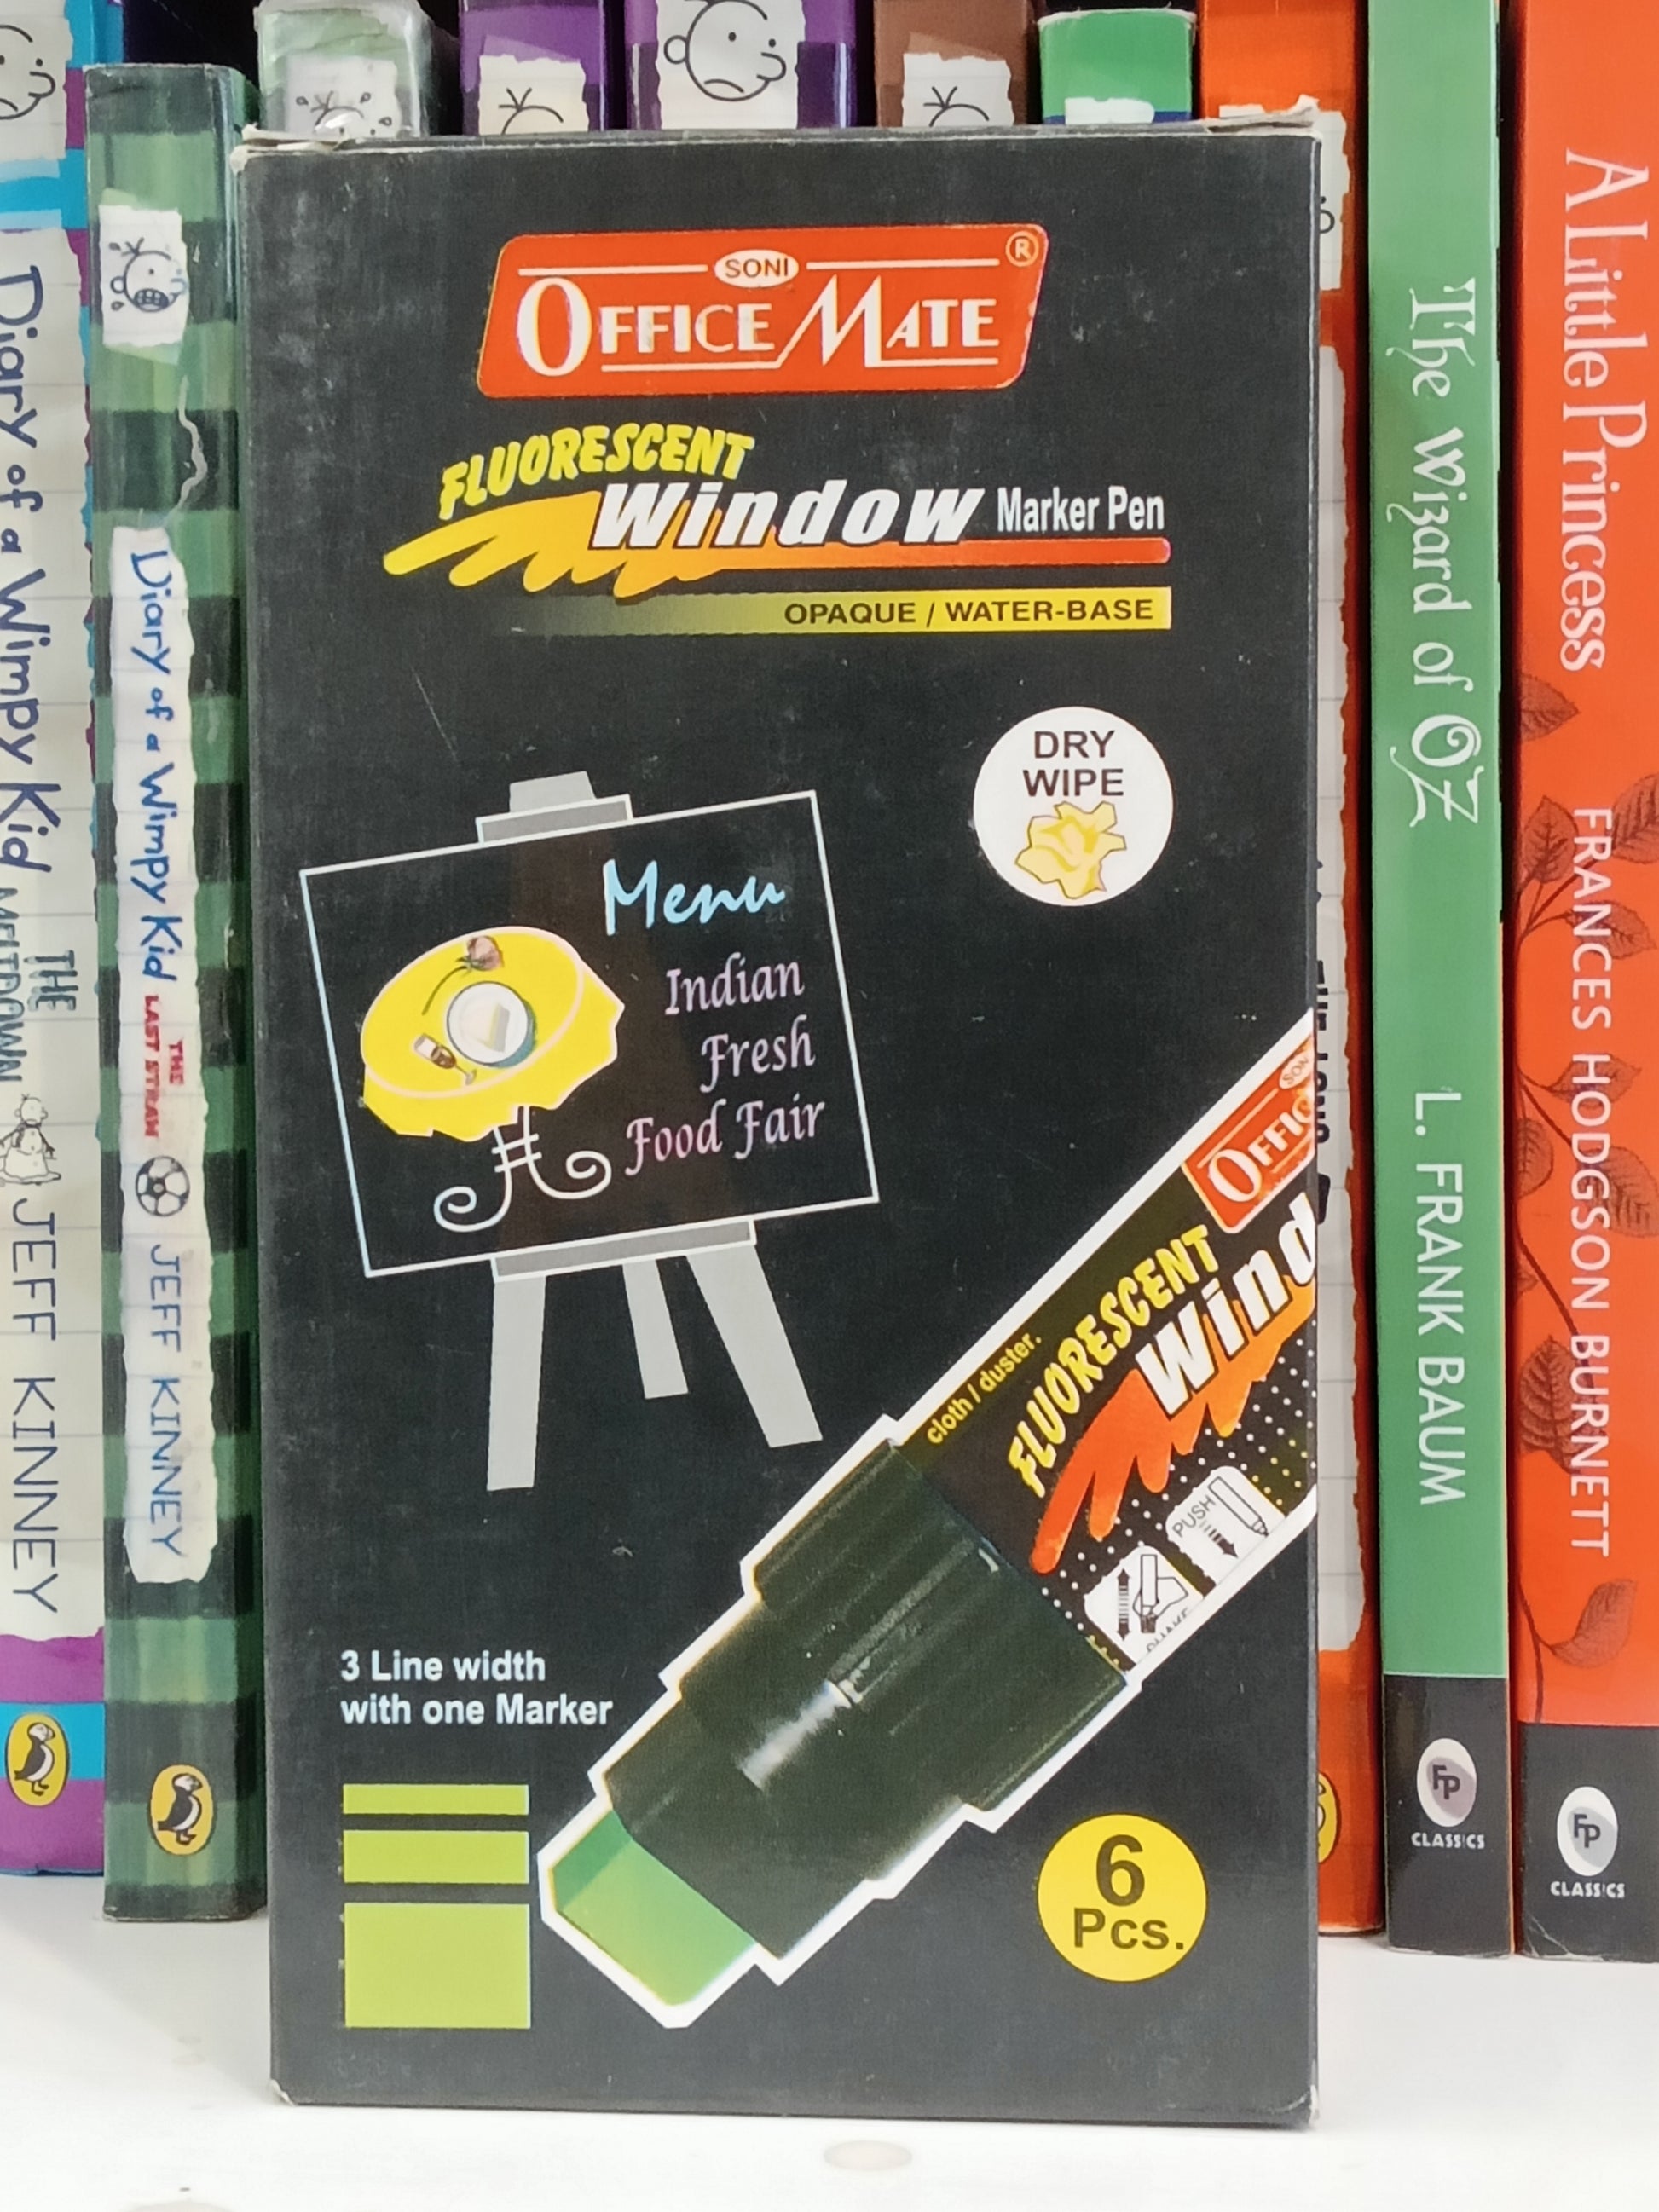 SONI
OFFICE MATE ®
FLUORESCENT
Window Marker Pen
OPAQUE / WATER-BASE
DRY
WIPE
Menu
Indian
Fresh
Food Fair
SONI
OFFIC
cloth / duster.
FLUORESCENT
Wind
PUSH
3 Line width
with one Marker
6
Pcs.
Diary of a Wimpy Kid THE MELTDOWN JEFF KINNEY
Diary of a Wimpy Kid THE LAST STRAW JEFF KINNEY
The Wizard of OZ L. FRANK BAUM
FP
CLASSICS
A Little Princess FRANCES HODGSON BURNETT
FP
CLASSICS